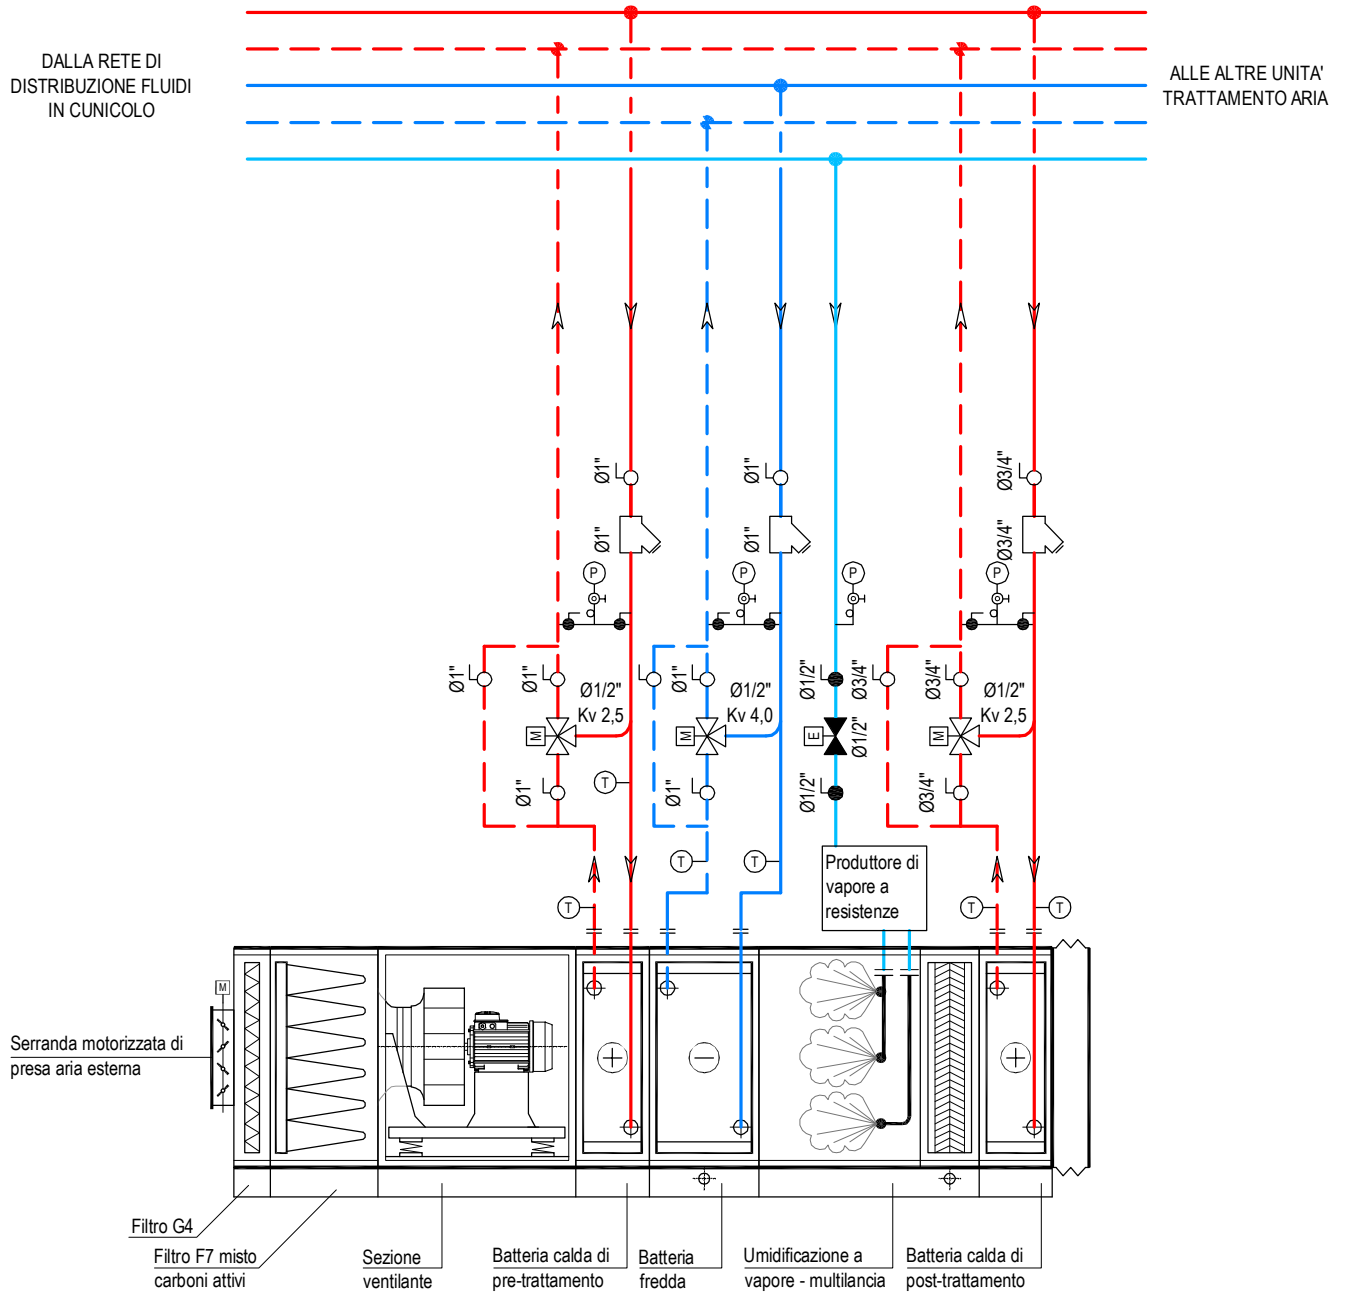 DALLA RETE DI
DISTRIBUZIONE FLUIDI
IN CUNICOLO
ALLE ALTRE UNITA'
TRATTAMENTO ARIA
Ø1"
Ø1"
Ø3/4"
Ø1"
Ø1"
Ø3/4"
P
P
P
P
Ø1"
Ø1"
Ø1"
Ø1/2"
Ø3/4"
Ø3/4"
Ø1/2"
Kv 2,5
Ø1/2"
Kv 4,0
Ø1/2"
Kv 2,5
M
M
E
Ø1/2"
M
Ø1"
T
Ø1"
Ø1/2"
Ø3/4"
T
T
T
T
T
Produttore di
vapore a
resistenze
M
Serranda motorizzata di
presa aria esterna
Filtro G4
Filtro F7 misto
carboni attivi
Sezione
ventilante
Batteria calda di
pre-trattamento
Batteria
fredda
Umidificazione a
vapore - multilancia
Batteria calda di
post-trattamento